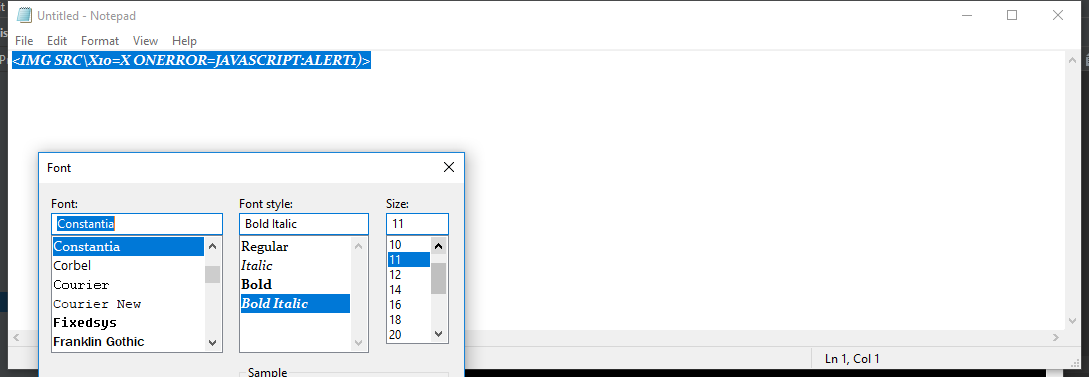 Untitled - Notepad
File Edit Format View Help
<IMG SRC\X10=X ONERROR=JAVASCRIPT:ALERT1)>
Font
Font: Font style: Size:
Constantia Bold Italic 11
Constantia Regular 10
Corbel Italic 11
Courier Bold 12
Courier New Bold Italic 14
Fixedsys 16
Franklin Gothic 18
20
Sample
Ln 1, Col 1